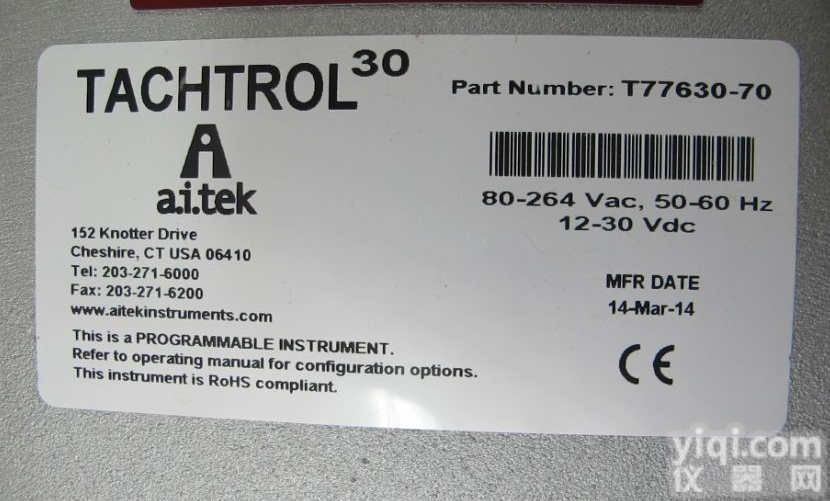 TACHTROL 30
a.i.tek
152 Knotter Drive
Cheshire, CT USA 06410
Tel: 203-271-6000
Fax: 203-271-6200
www.aitekinstruments.com
This is a PROGRAMMABLE INSTRUMENT.
Refer to operating manual for configuration options.
This instrument is RoHS compliant.
Part Number: T77630-70
80-264 Vac, 50-60 Hz
12-30 Vdc
MFR DATE
14-Mar-14
CE
yiqi.com
仪器网